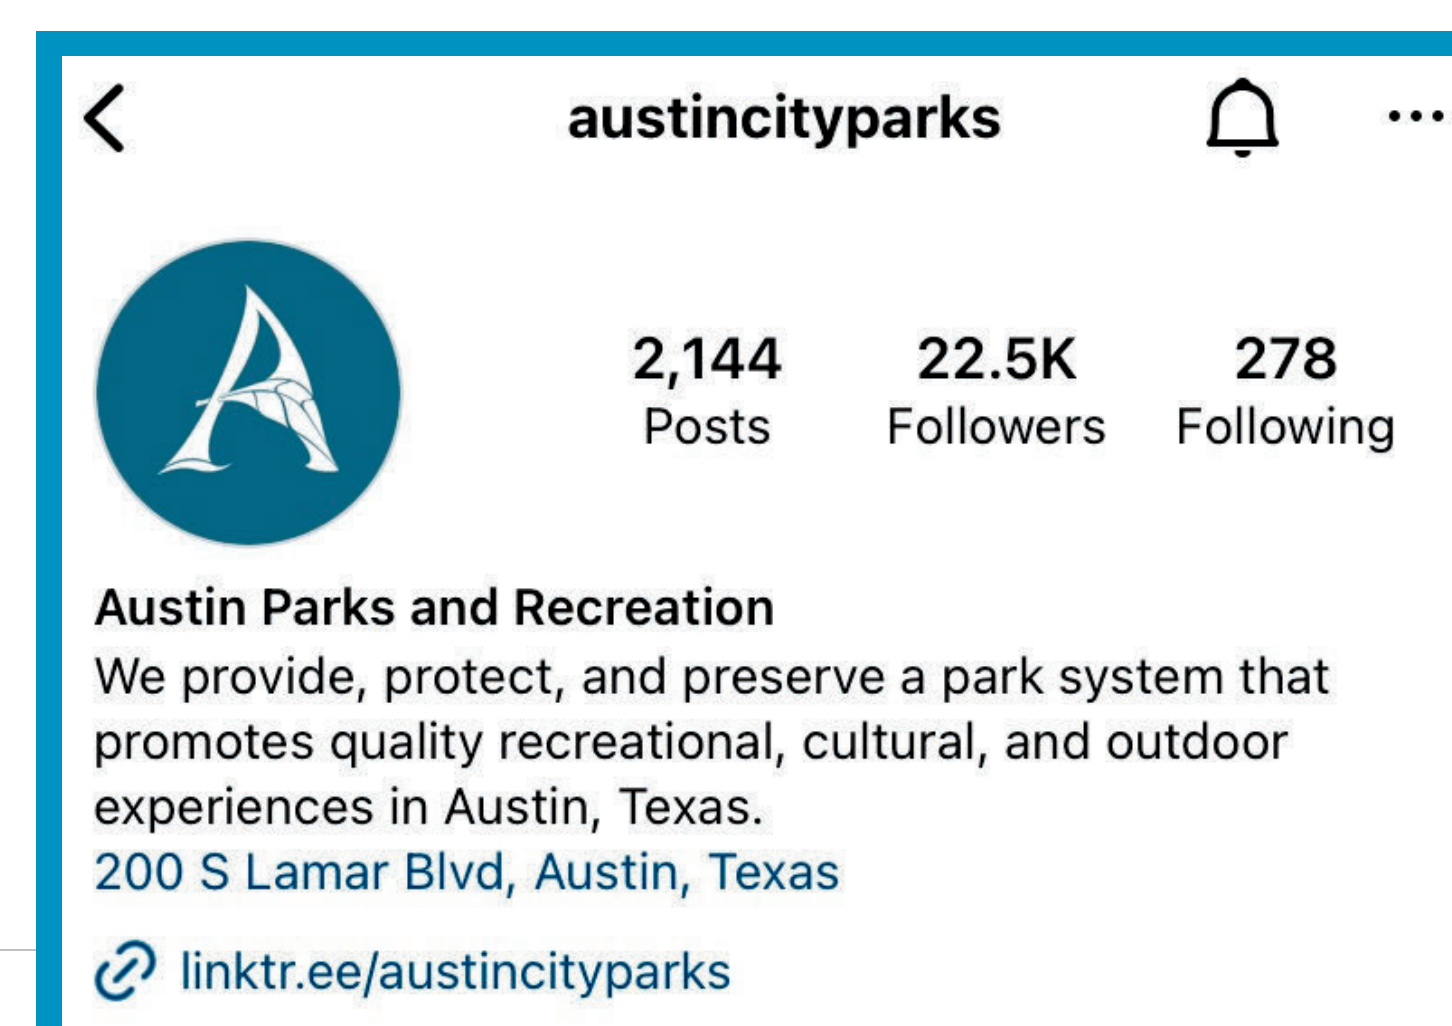 austincityparks
2,144 22.5K 278
Posts Followers Following
Austin Parks and Recreation
We provide, protect, and preserve a park system that
promotes quality recreational, cultural, and outdoor
experiences in Austin, Texas.
200 S Lamar Blvd, Austin, Texas
linktr.ee/austincityparks